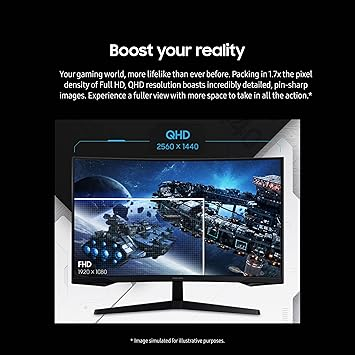 Boost your reality
Your gaming world, more lifelike than ever before. Packing in 1.7x the pixel
density of Full HD, QHD resolution boasts incredibly detailed, pin-sharp
images. Experience a fuller view with more space to take in all the action.*
QHD
2560 X 1440
FHD
1920 X 1080
* Image simulated for illustrative purposes.